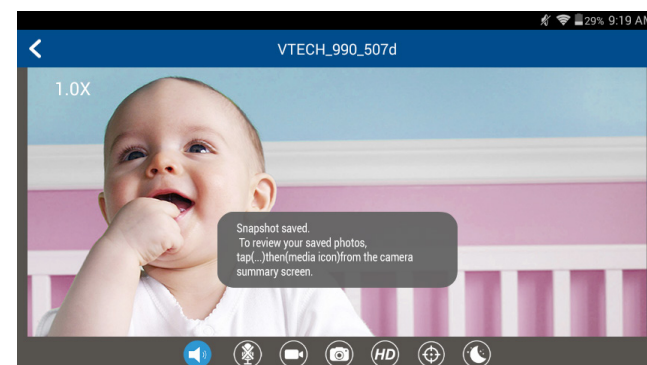 29% 9:19 AM
VTECH_990_507d
1.0X
Snapshot saved.
To review your saved photos,
tap(...)then(media icon)from the camera
summary screen.
HD